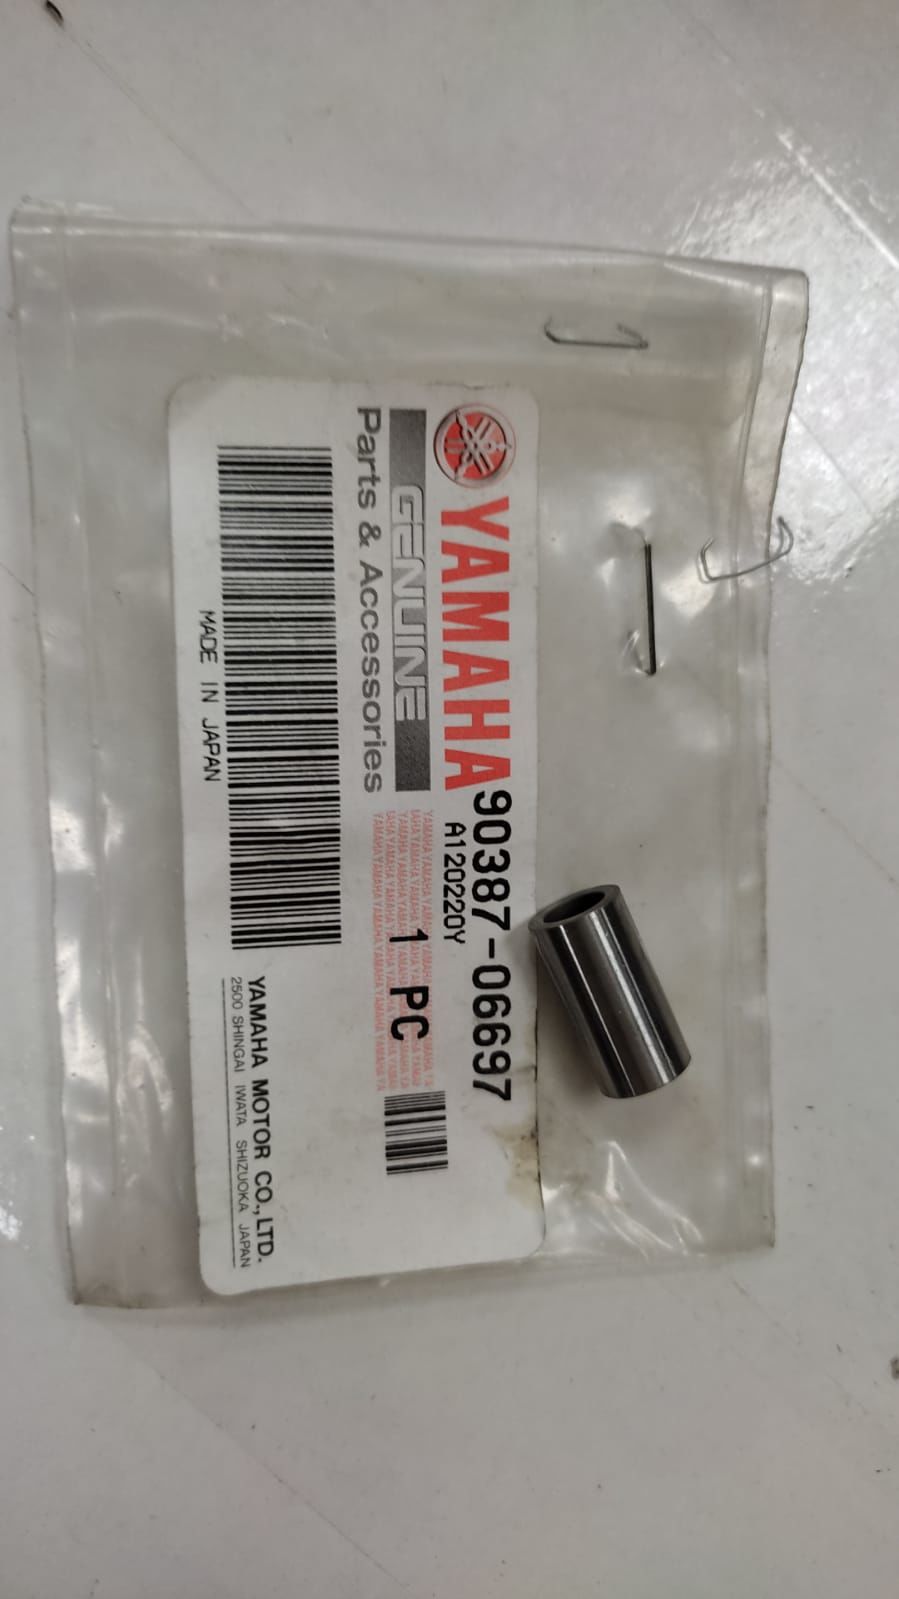 YAMAHA
GENUINE
Parts & Accessories
90387-06697
A120220Y
1 PC
MADE IN JAPAN
YAMAHA MOTOR CO., LTD.
2500 SHINGAI IWATA SHIZUOKA JAPAN